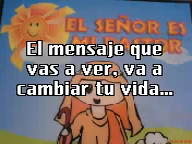 EL SEÑOR ES
MI PASTOR
El mensaje que
vas a ver, va a
cambiar tu vida...